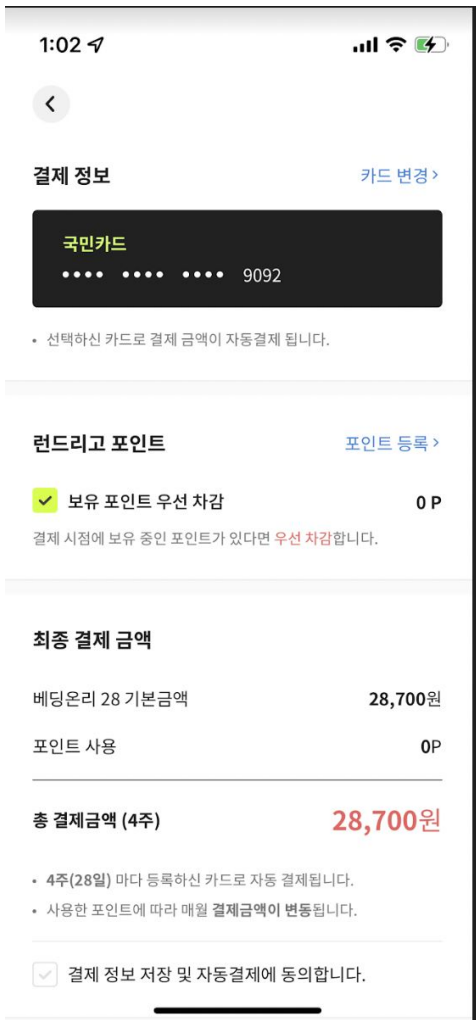 1:02
결제 정보
카드 변경 >
국민카드
•••• •••• •••• 9092
• 선택하신 카드로 결제 금액이 자동결제 됩니다.
런드리고 포인트
포인트 등록 >
보유 포인트 우선 차감
0 P
결제 시점에 보유 중인 포인트가 있다면 우선 차감합니다.
최종 결제 금액
베딩온리 28 기본금액
28,700원
포인트 사용
0P
총 결제금액 (4주)
28,700원
• 4주(28일) 마다 등록하신 카드로 자동 결제됩니다.
• 사용한 포인트에 따라 매월 결제금액이 변동됩니다.
결제 정보 저장 및 자동결제에 동의합니다.